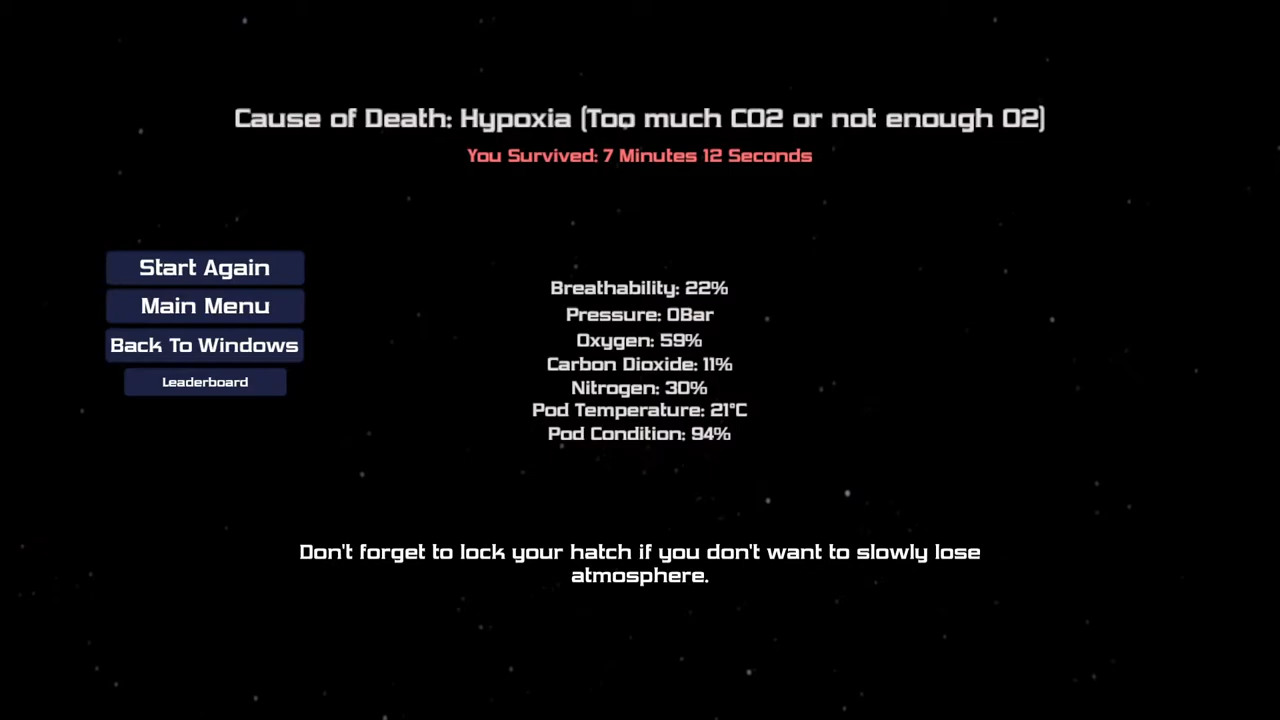 Cause of Death: Hypoxia (Too much CO2 or not enough O2)
You Survived: 7 Minutes 12 Seconds
Start Again
Main Menu
Back To Windows
Leaderboard
Breathability: 22%
Pressure: 0Bar
Oxygen: 59%
Carbon Dioxide: 11%
Nitrogen: 30%
Pod Temperature: 21°C
Pod Condition: 94%
Don't forget to lock your hatch if you don't want to slowly lose
atmosphere.